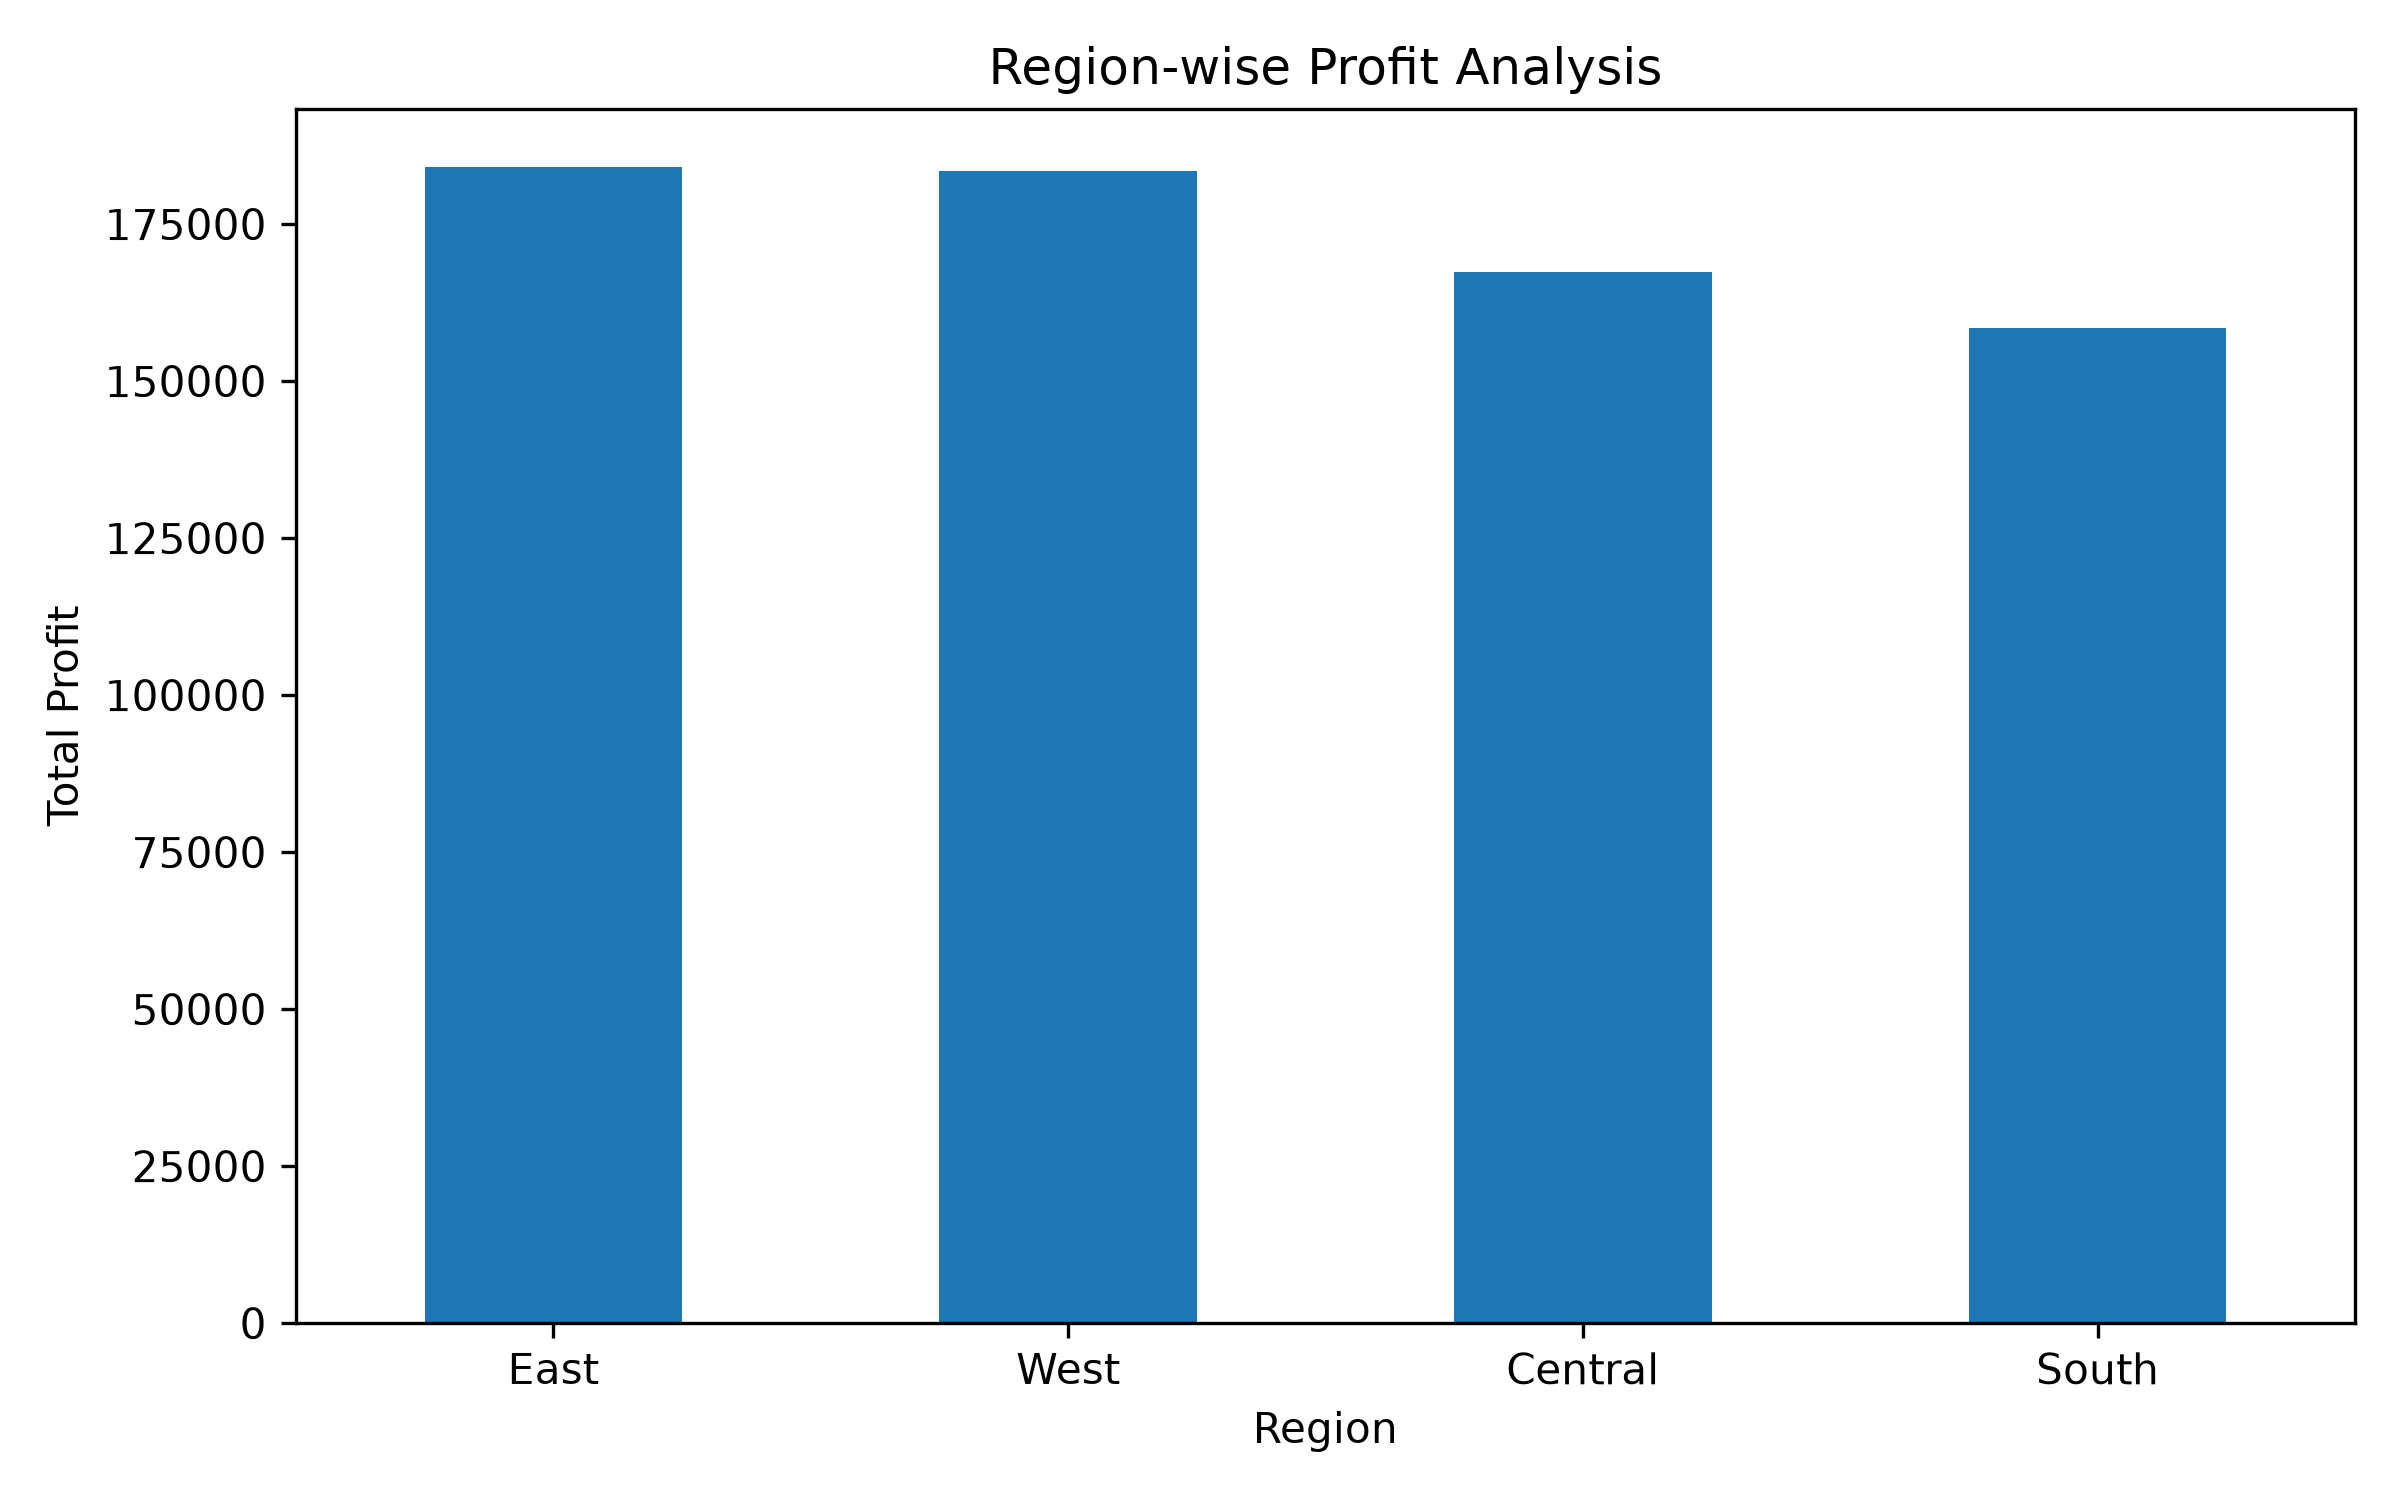 Region-wise Profit Analysis
Total Profit
175000
150000
125000
100000
75000
50000
25000
0
East West Central South
Region